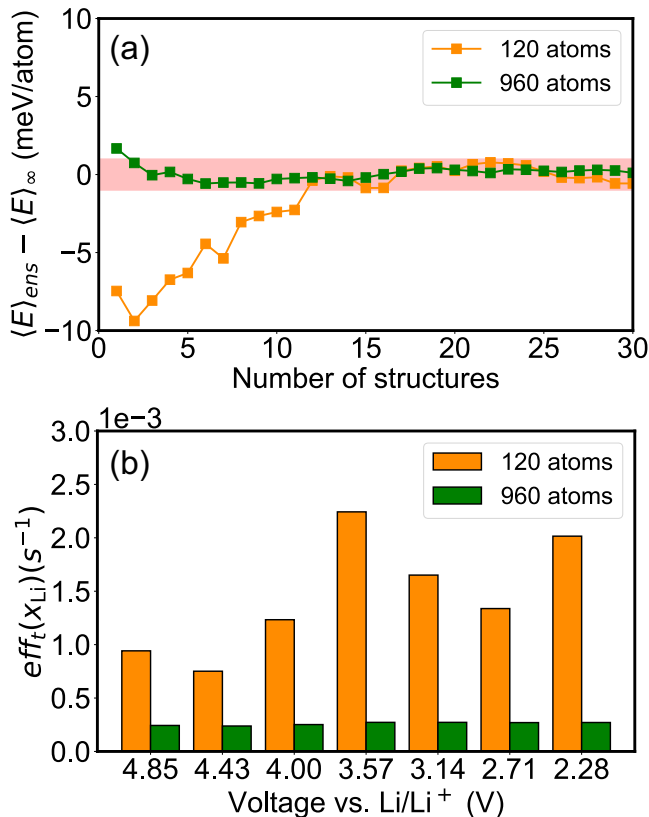 (a)
120 atoms
960 atoms
⟨E⟩ens − ⟨E⟩∞ (meV/atom)
10
5
0
−5
−10
0 5 10 15 20 25 30
Number of structures
1e−3
(b)
120 atoms
960 atoms
eff_t(x_Li)(s⁻¹)
3.0
2.5
2.0
1.5
1.0
0.5
0.0
4.85 4.43 4.00 3.57 3.14 2.71 2.28
Voltage vs. Li/Li⁺ (V)